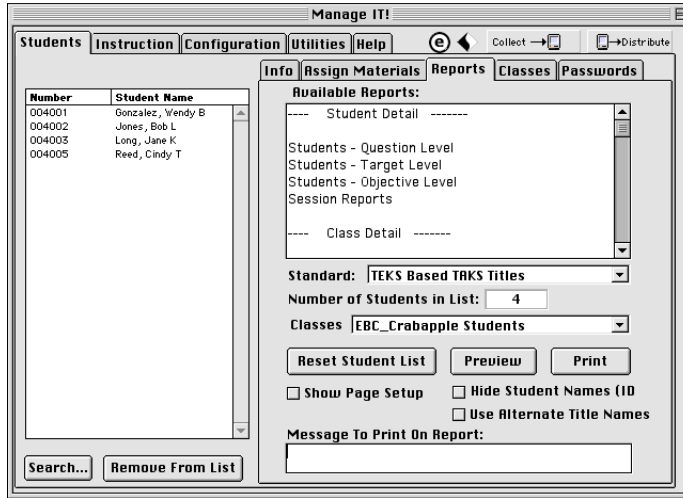 Manage IT!
Students Instruction Configuration Utilities Help e Collect → → Distribute
Info Assign Materials Reports Classes Passwords
Available Reports:
Number Student Name
004001 Gonzalez, Wendy B
004002 Jones, Bob L
004003 Long, Jane K
004005 Reed, Cindy T
---- Student Detail -------
Students - Question Level
Students - Target Level
Students - Objective Level
Session Reports
---- Class Detail -------
Standard: TEKS Based TAKS Titles
Number of Students in List: 4
Classes EBC_Crabapple Students
Reset Student List Preview Print
Show Page Setup Hide Student Names (ID
Use Alternate Title Names
Message To Print On Report:
Search... Remove From List